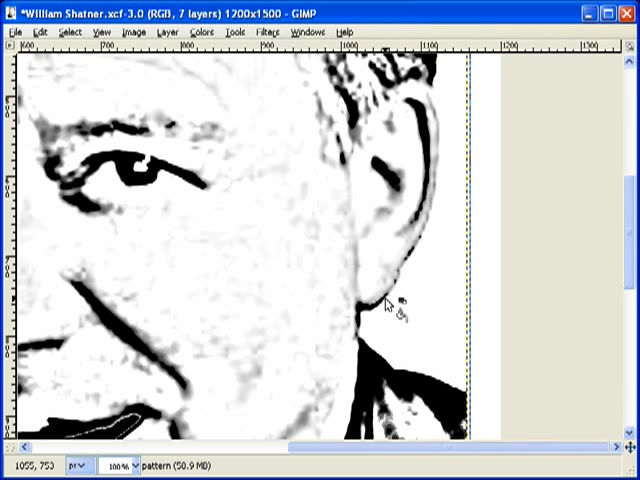 *William Shatner.xcf-3.0 (RGB, 7 layers) 1200x1500 - GIMP
File Edit Select View Image Layer Colors Tools Filters Windows Help
600 700 800 900 1000 1100 1200 1300
1055, 753 px 100% pattern (50.9 MB)